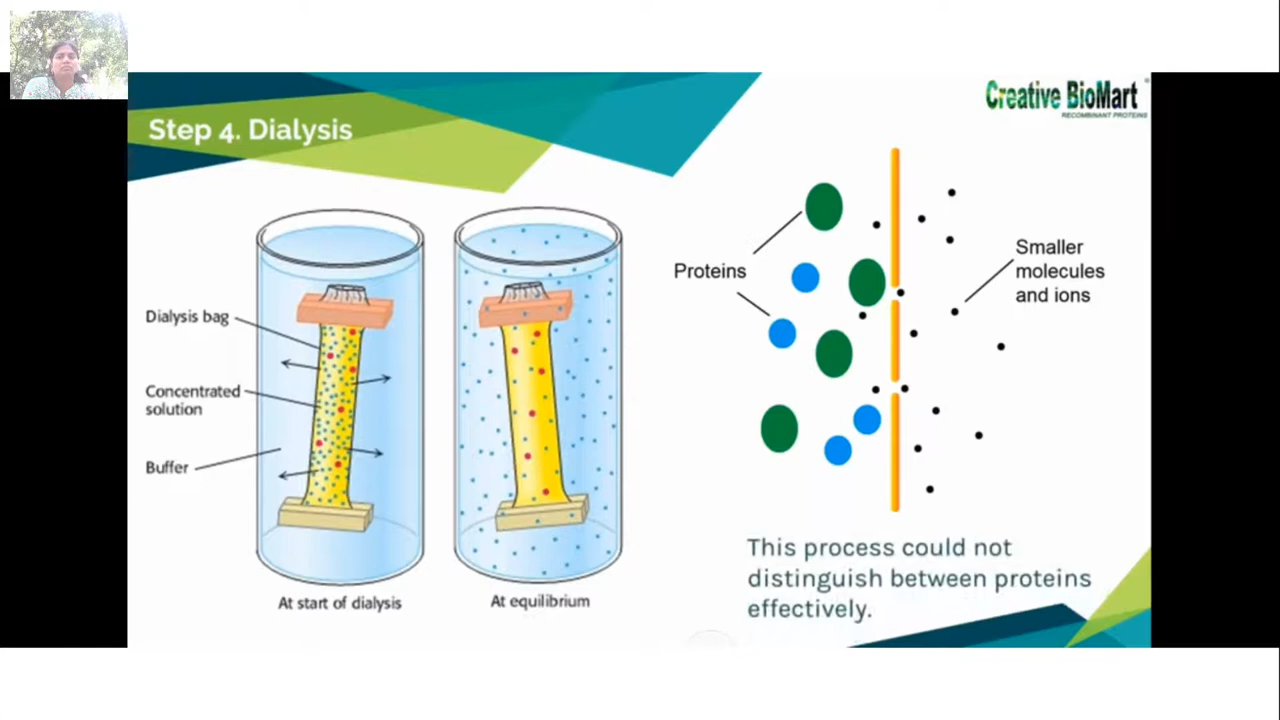 Creative BioMart
RECOMBINANT PROTEINS
Step 4. Dialysis
Dialysis bag
Concentrated
solution
Buffer
At start of dialysis
At equilibrium
Proteins
Smaller
molecules
and ions
This process could not
distinguish between proteins
effectively.